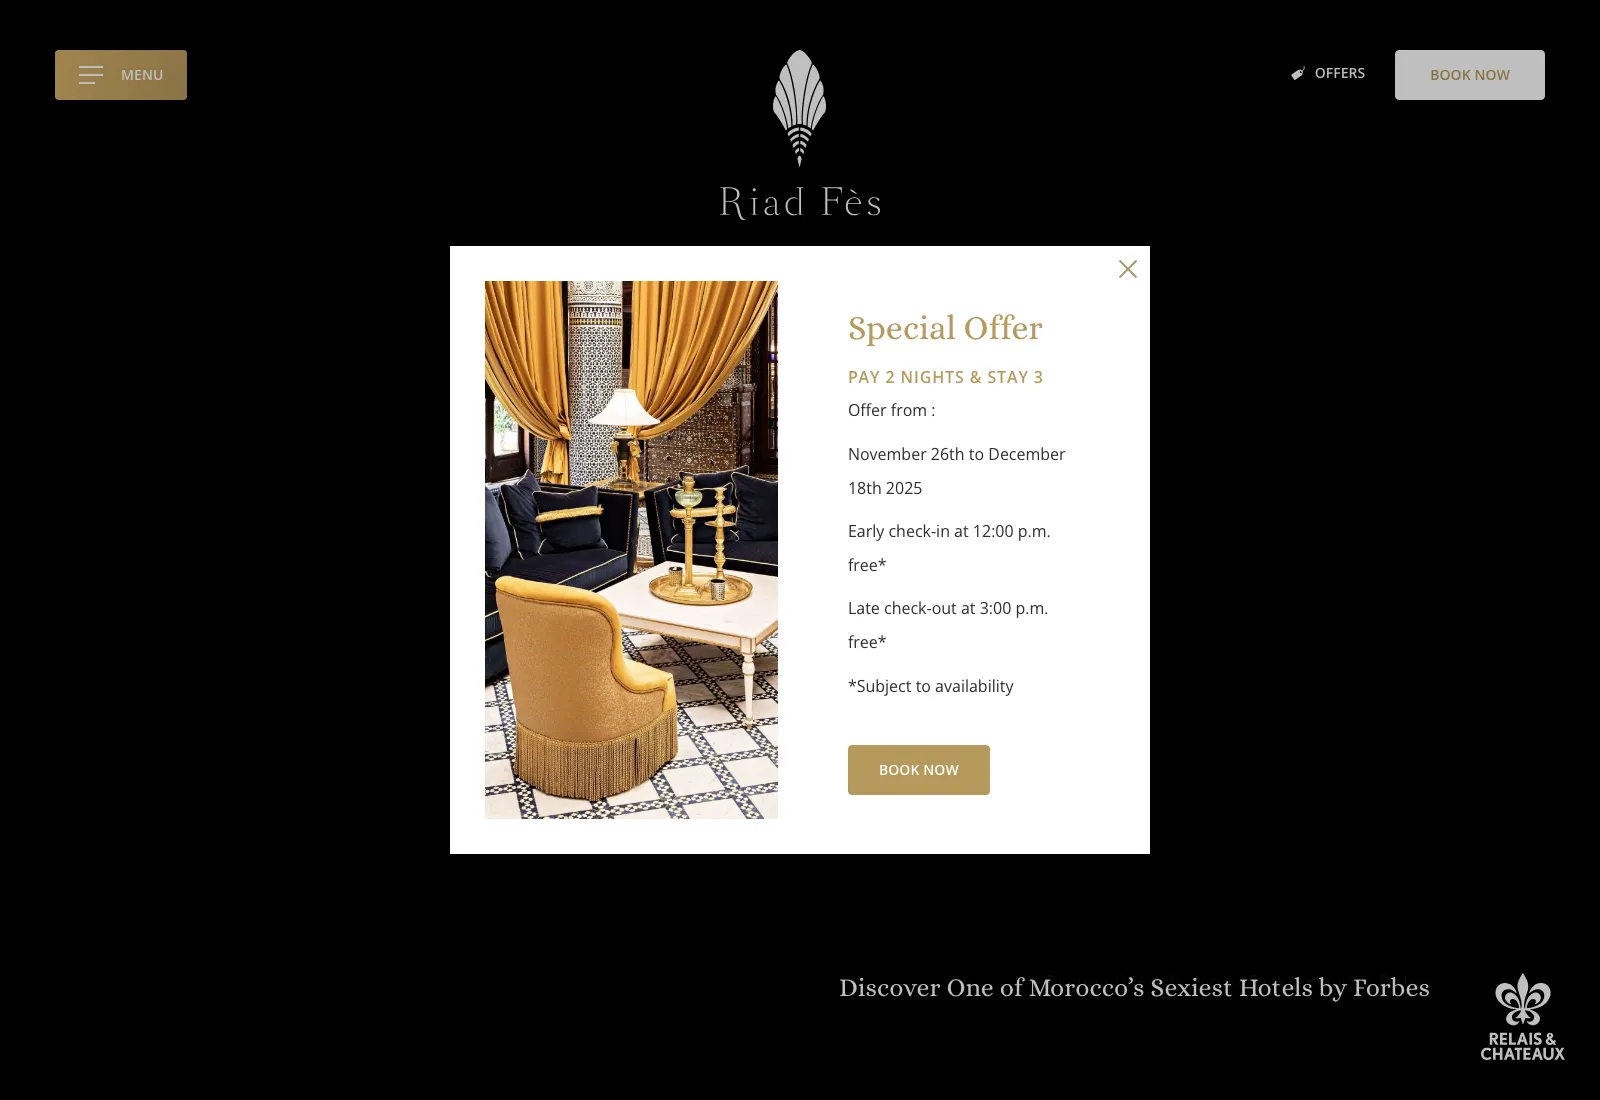 MENU
OFFERS
BOOK NOW
Riad Fès
Special Offer
PAY 2 NIGHTS & STAY 3
Offer from :
November 26th to December
18th 2025
Early check-in at 12:00 p.m.
free*
Late check-out at 3:00 p.m.
free*
*Subject to availability
BOOK NOW
Discover One of Morocco’s Sexiest Hotels by Forbes
RELAIS &
CHATEAUX